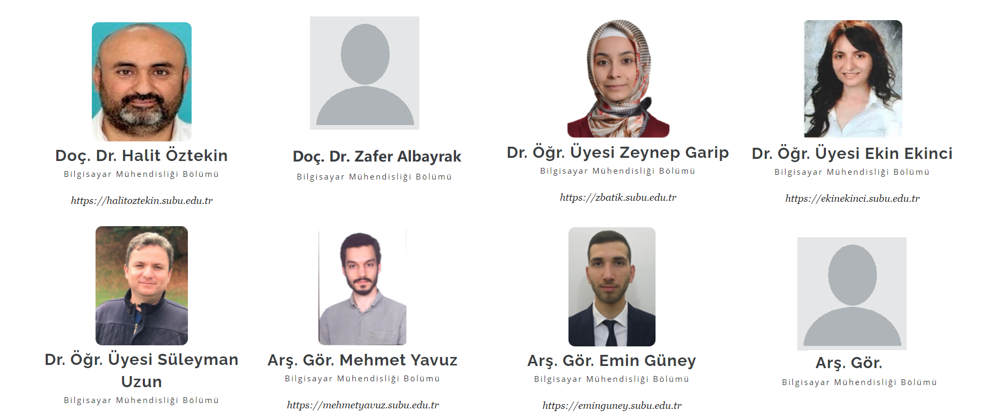 Doç. Dr. Halit Öztekin
Bilgisayar Mühendisliği Bölümü
https://halitoztekin.subu.edu.tr
Doç. Dr. Zafer Albayrak
Bilgisayar Mühendisliği Bölümü
Dr. Öğr. Üyesi Zeynep Garip
Bilgisayar Mühendisliği Bölümü
https://zbatik.subu.edu.tr
Dr. Öğr. Üyesi Ekin Ekinci
Bilgisayar Mühendisliği Bölümü
https://ekinekinci.subu.edu.tr
Dr. Öğr. Üyesi Süleyman
Uzun
Bilgisayar Mühendisliği Bölümü
Arş. Gör. Mehmet Yavuz
Bilgisayar Mühendisliği Bölümü
https://mehmetyavuz.subu.edu.tr
Arş. Gör. Emin Güney
Bilgisayar Mühendisliği Bölümü
https://eminguney.subu.edu.tr
Arş. Gör.
Bilgisayar Mühendisliği Bölümü